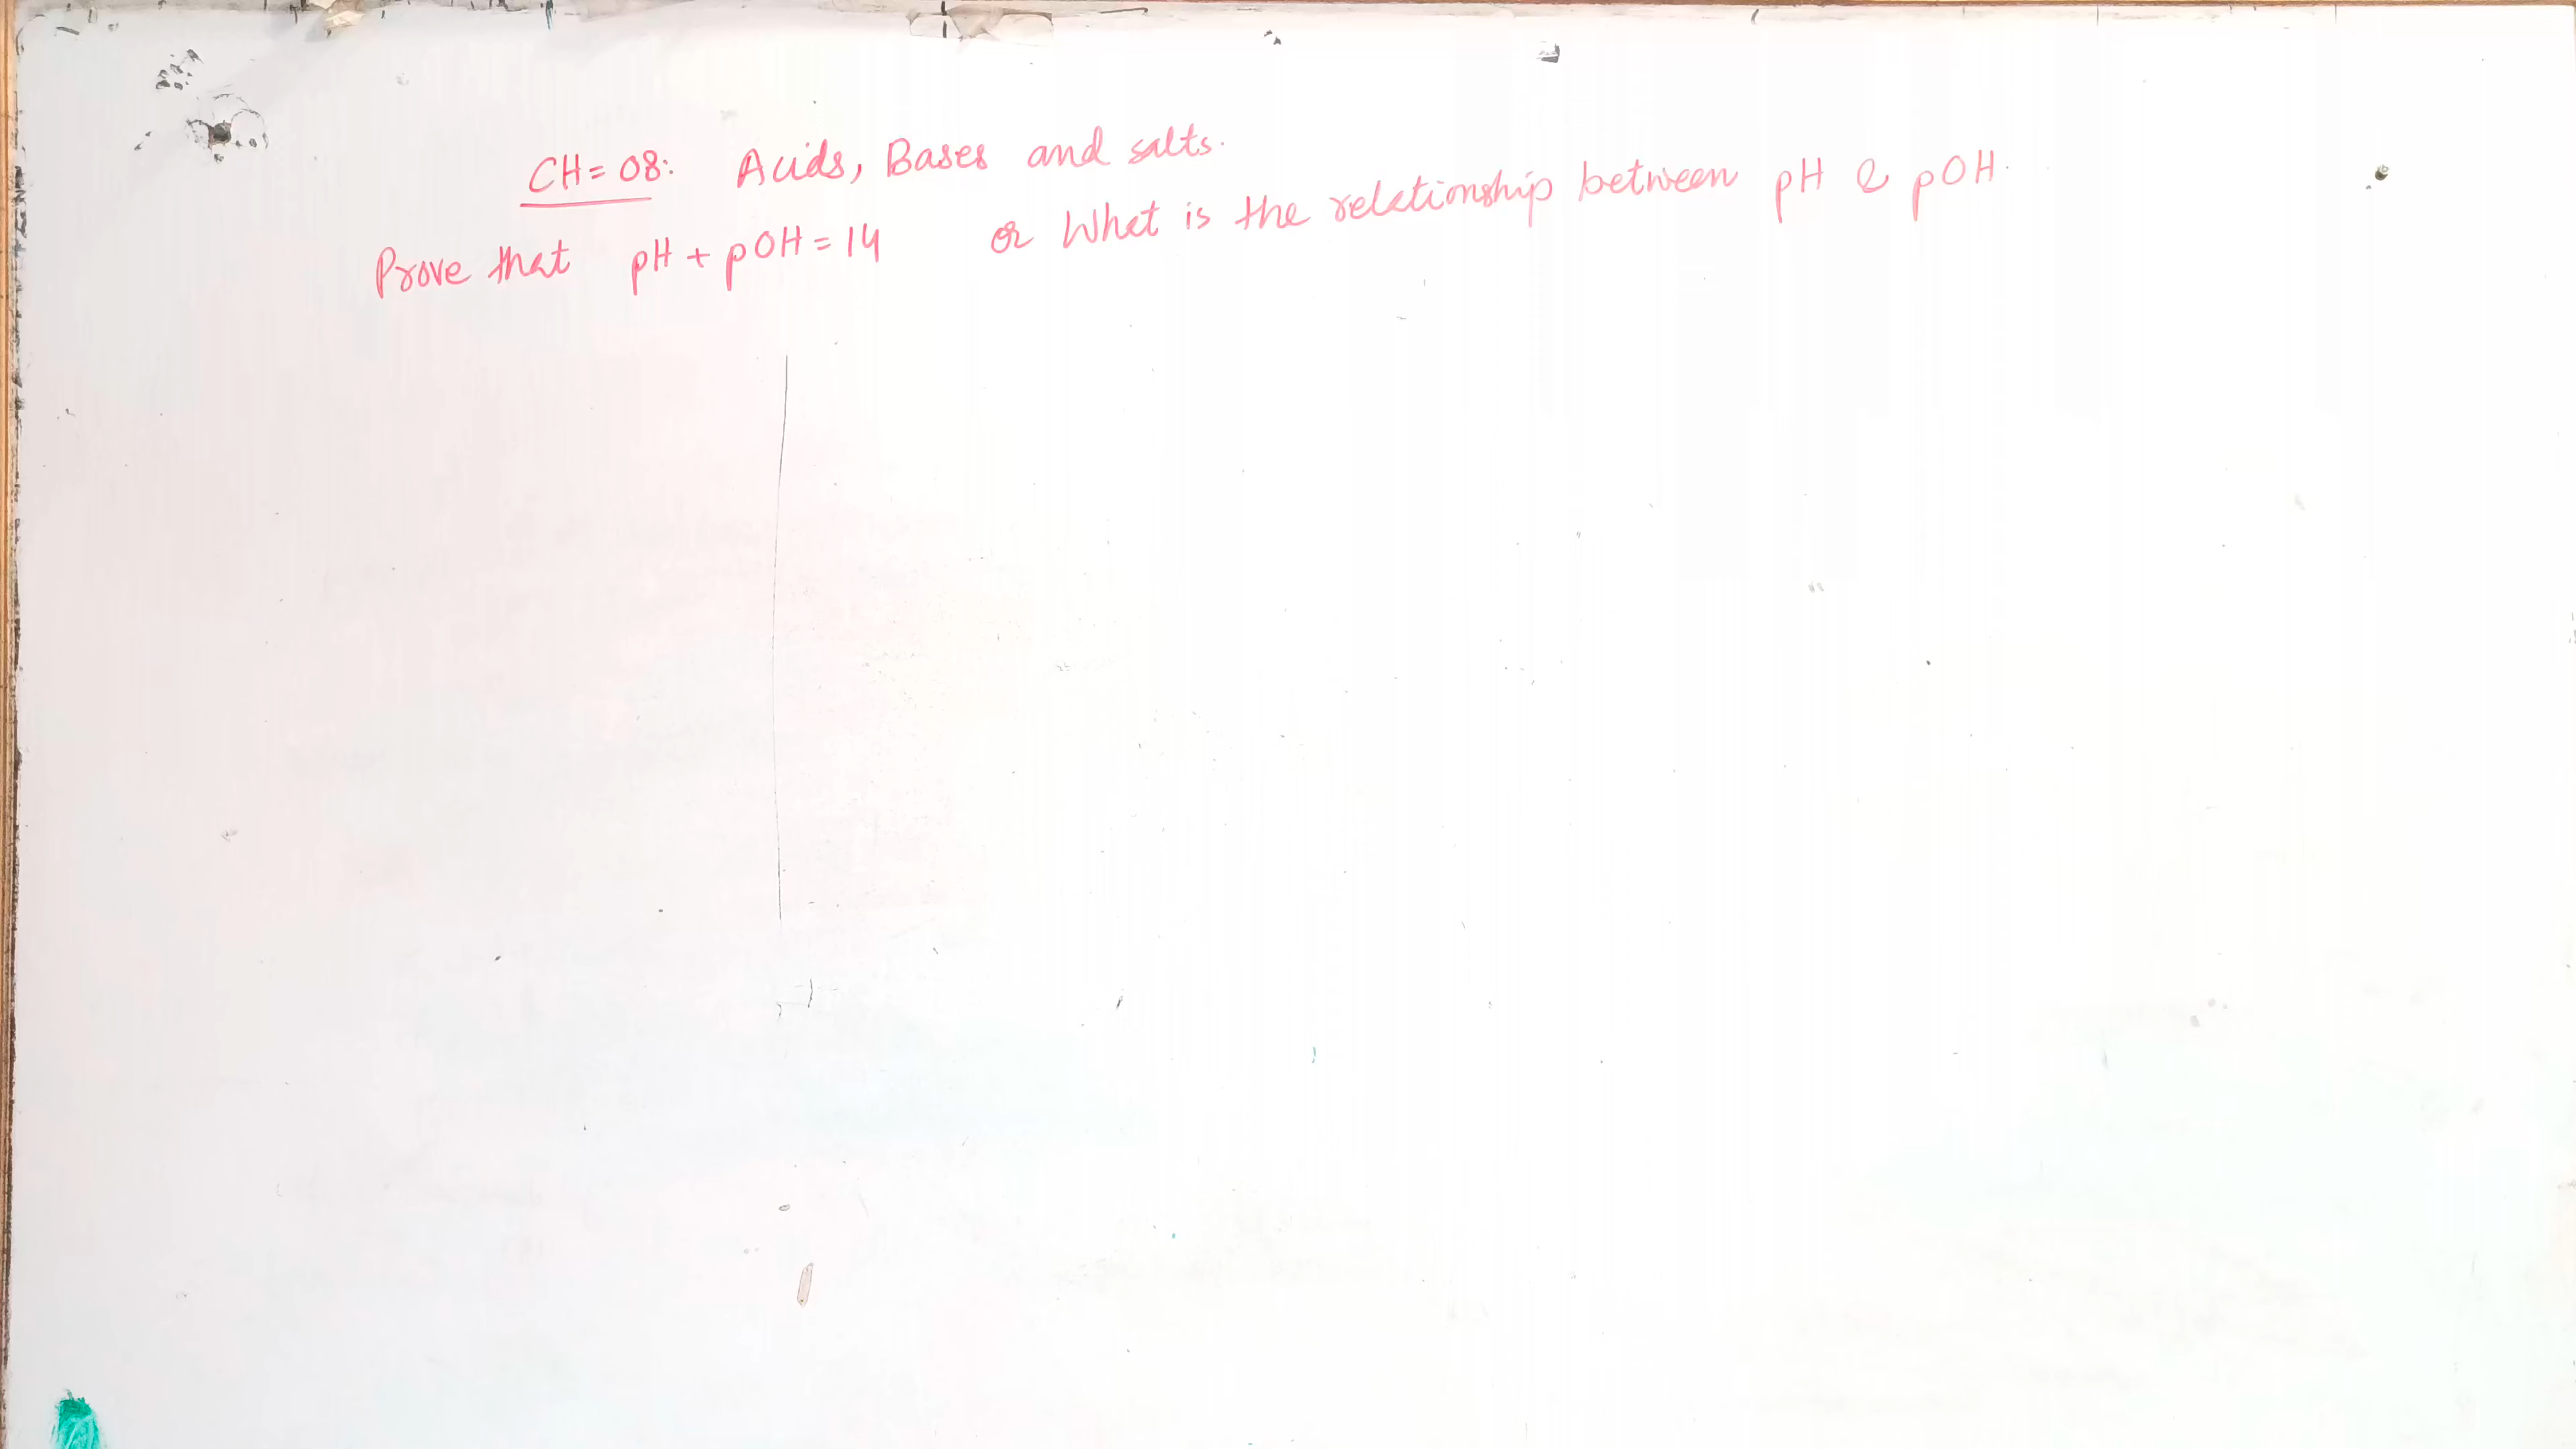 CH=08: Acids, Bases and salts.
Prove that pH + pOH = 14 or What is the relationship between pH & pOH.